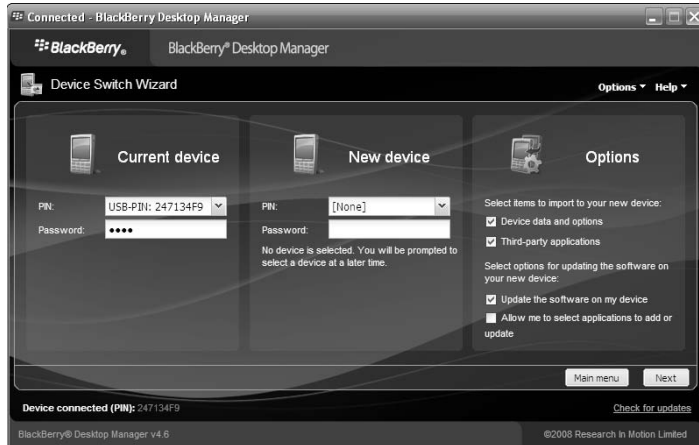 Connected - BlackBerry Desktop Manager
BlackBerry®
BlackBerry® Desktop Manager
Device Switch Wizard
Options
Help
Current device
PIN:
USB-PIN: 247134F9
Password:
••••
New device
PIN:
[None]
Password:
No device is selected. You will be prompted to
select a device at a later time.
Options
Select items to import to your new device:
Device data and options
Third-party applications
Select options for updating the software on
your new device:
Update the software on my device
Allow me to select applications to add or
update
Main menu
Next
Device connected (PIN): 247134F9
Check for updates
BlackBerry® Desktop Manager v4.6
©2008 Research In Motion Limited